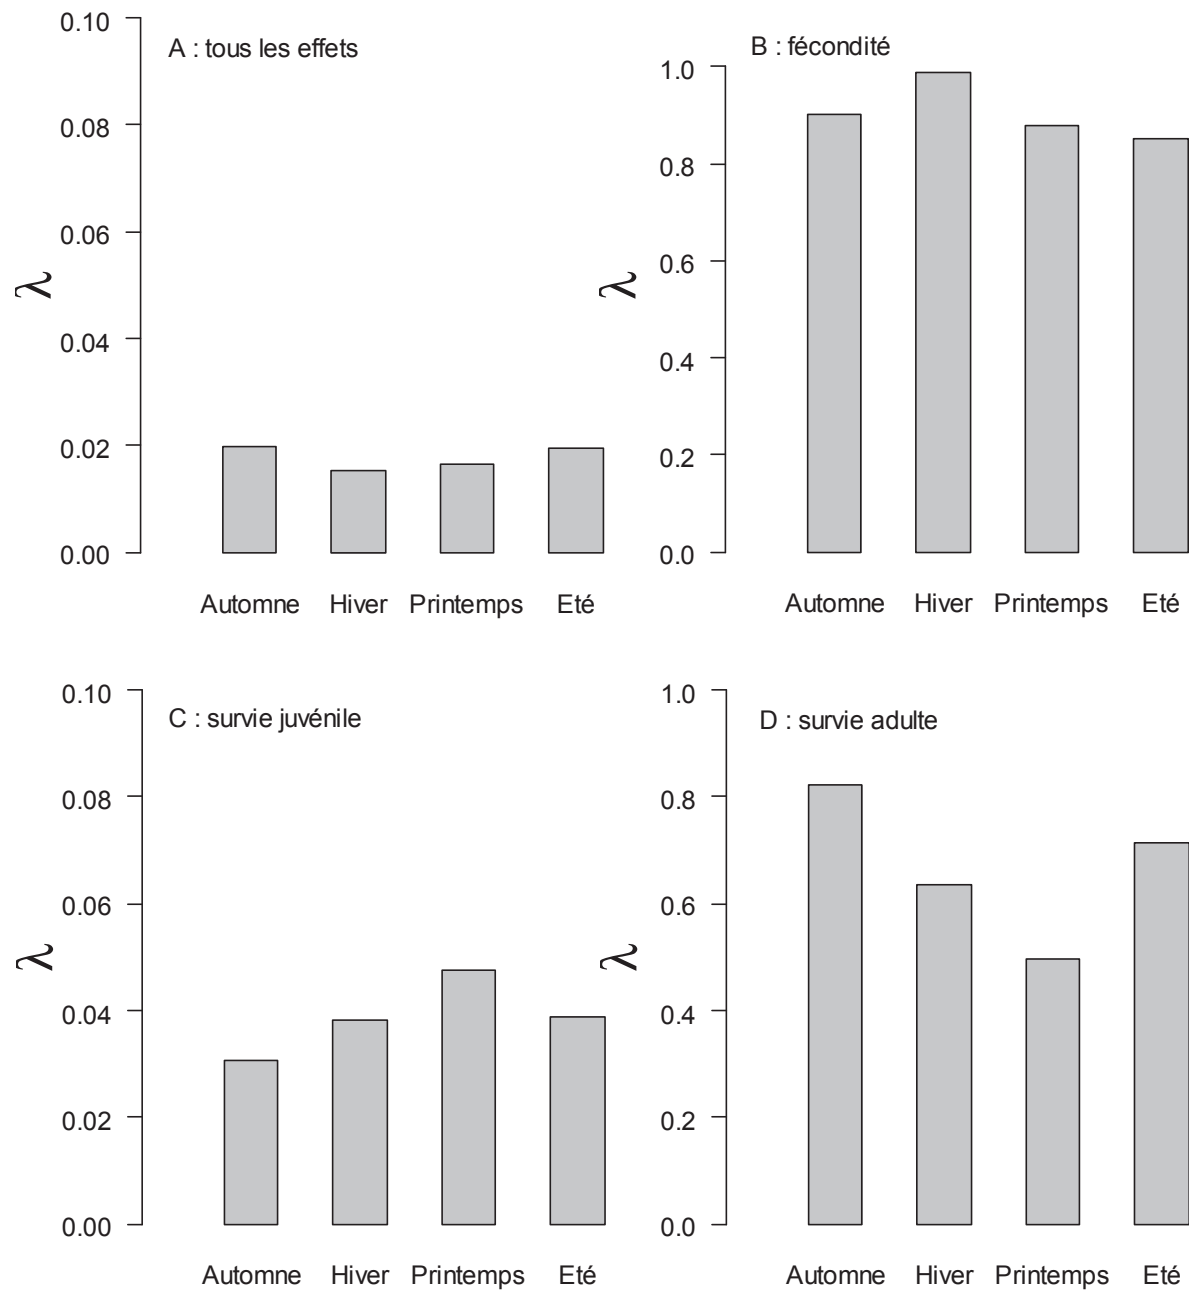 A : tous les effets
0.10
0.08
0.06
0.04
0.02
0.00
λ
Automne Hiver Printemps Eté
B : fécondité
1.0
0.8
0.6
0.4
0.2
0.0
λ
Automne Hiver Printemps Eté
C : survie juvénile
0.10
0.08
0.06
0.04
0.02
0.00
λ
Automne Hiver Printemps Eté
D : survie adulte
1.0
0.8
0.6
0.4
0.2
0.0
λ
Automne Hiver Printemps Eté